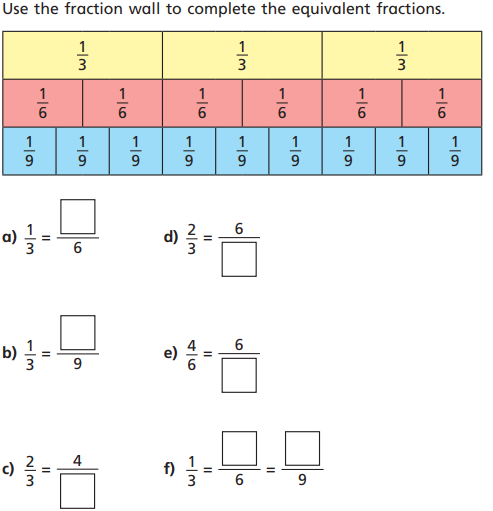 Use the fraction wall to complete the equivalent fractions.
1/3 1/3 1/3
1/6 1/6 1/6 1/6 1/6 1/6
1/9 1/9 1/9 1/9 1/9 1/9 1/9 1/9 1/9
a) 1/3 = □/6
d) 2/3 = 6/□
b) 1/3 = □/9
e) 4/6 = 6/□
c) 2/3 = 4/□
f) 1/3 = □/6 = □/9